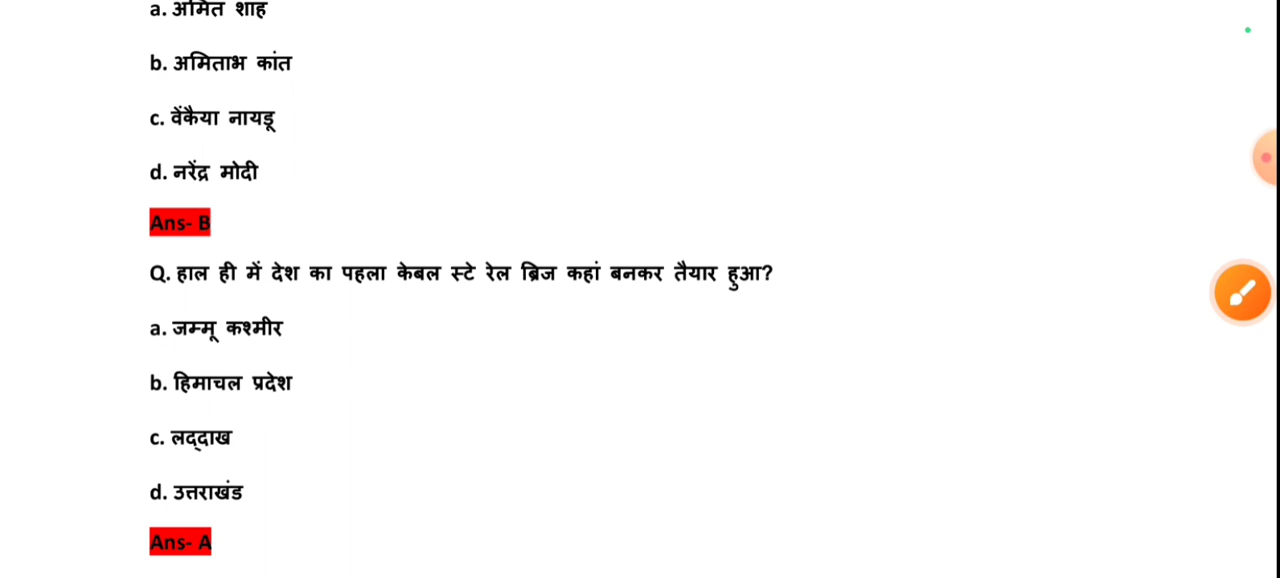 a. अमित शाह
b. अमिताभ कांत
c. वेंकैया नायडू
d. नरेंद्र मोदी
Ans- B
Q. हाल ही में देश का पहला केबल स्टे रेल ब्रिज कहां बनकर तैयार हुआ?
a. जम्मू कश्मीर
b. हिमाचल प्रदेश
c. लद्दाख
d. उत्तराखंड
Ans- A